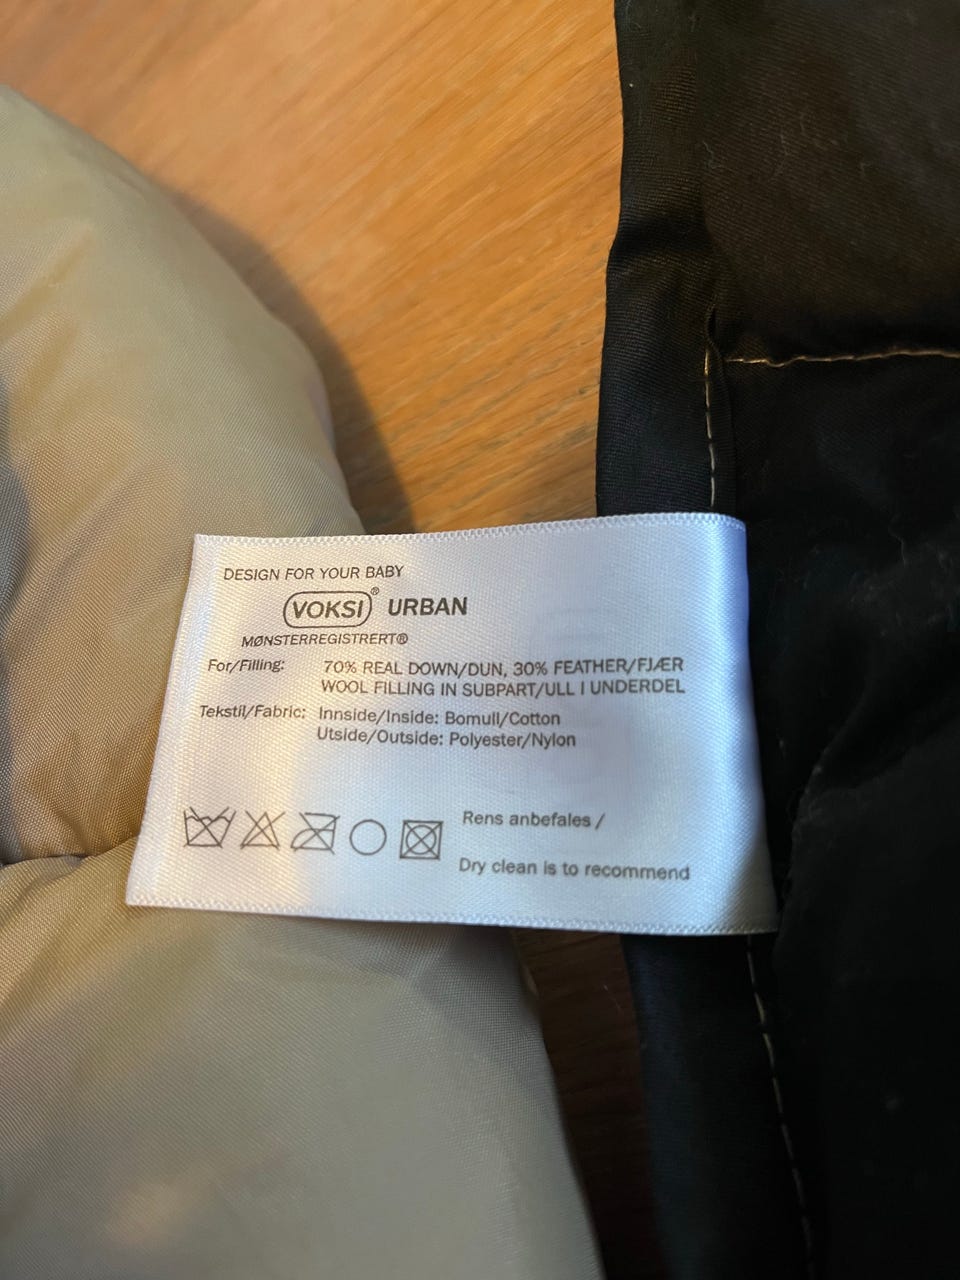 DESIGN FOR YOUR BABY
VOKSI® URBAN
MØNSTERREGISTRERT®
For/Filling: 70% REAL DOWN/DUN, 30% FEATHER/FJÆR
WOOL FILLING IN SUBPART/ULL I UNDERDEL
Tekstil/Fabric: Innside/Inside: Bomull/Cotton
Utside/Outside: Polyester/Nylon
Rens anbefales /
Dry clean is to recommend